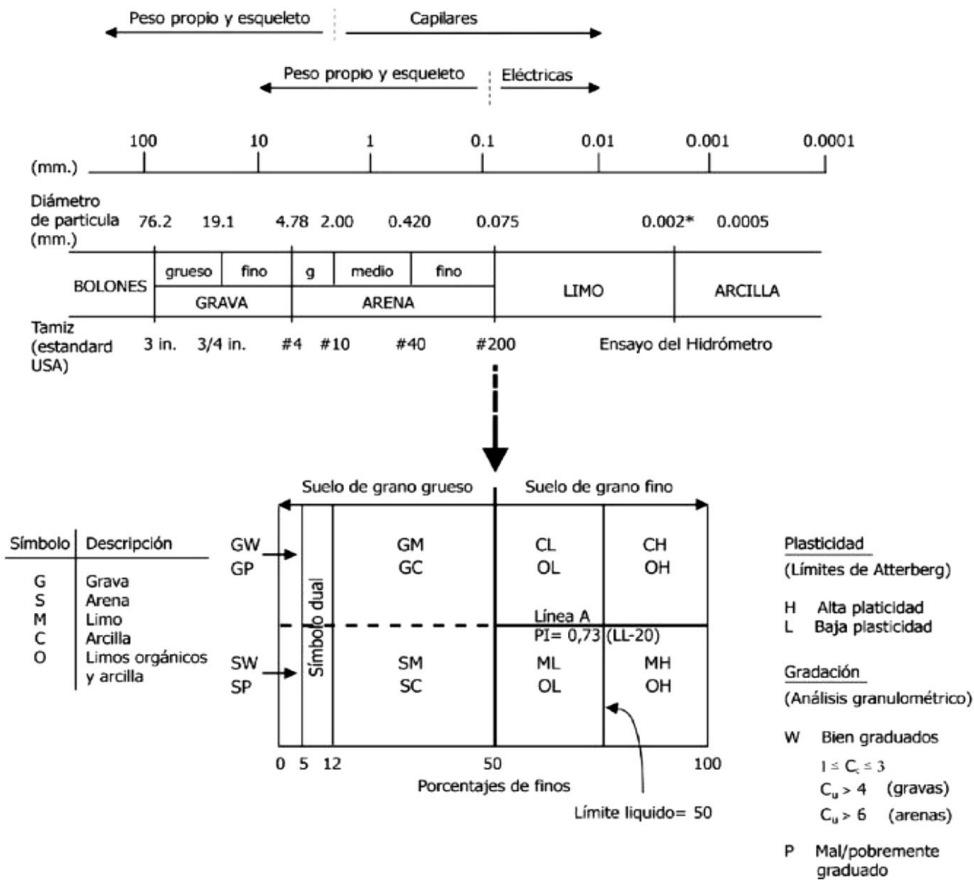 Peso propio y esqueleto Capilares
Peso propio y esqueleto Eléctricas
100 10 1 0.1 0.01 0.001 0.0001
(mm.)
Diámetro
de particula 76.2 19.1 4.78 2.00 0.420 0.075 0.002* 0.0005
(mm.)
BOLONES grueso fino g medio fino LIMO ARCILLA
GRAVA ARENA
Tamiz
(estandard 3 in. 3/4 in. #4 #10 #40 #200 Ensayo del Hidrómetro
USA)
Suelo de grano grueso Suelo de grano fino
Símbolo Descripción
G Grava
S Arena
M Limo
C Arcilla
O Limos orgánicos
y arcilla
GW
GP
SW
SP
Símbolo dual
GM
GC
SM
SC
CL
OL
CH
OH
Línea A
PI= 0,73 (LL-20)
ML
OL
MH
OH
0 5 12 50 100
Porcentajes de finos
Límite liquido= 50
Plasticidad
(Límites de Atterberg)
H Alta platicidad
L Baja plasticidad
Gradación
(Análisis granulométrico)
W Bien graduados
1 ≤ Cc ≤ 3
Cu > 4 (gravas)
Cu > 6 (arenas)
P Mal/pobremente
graduado